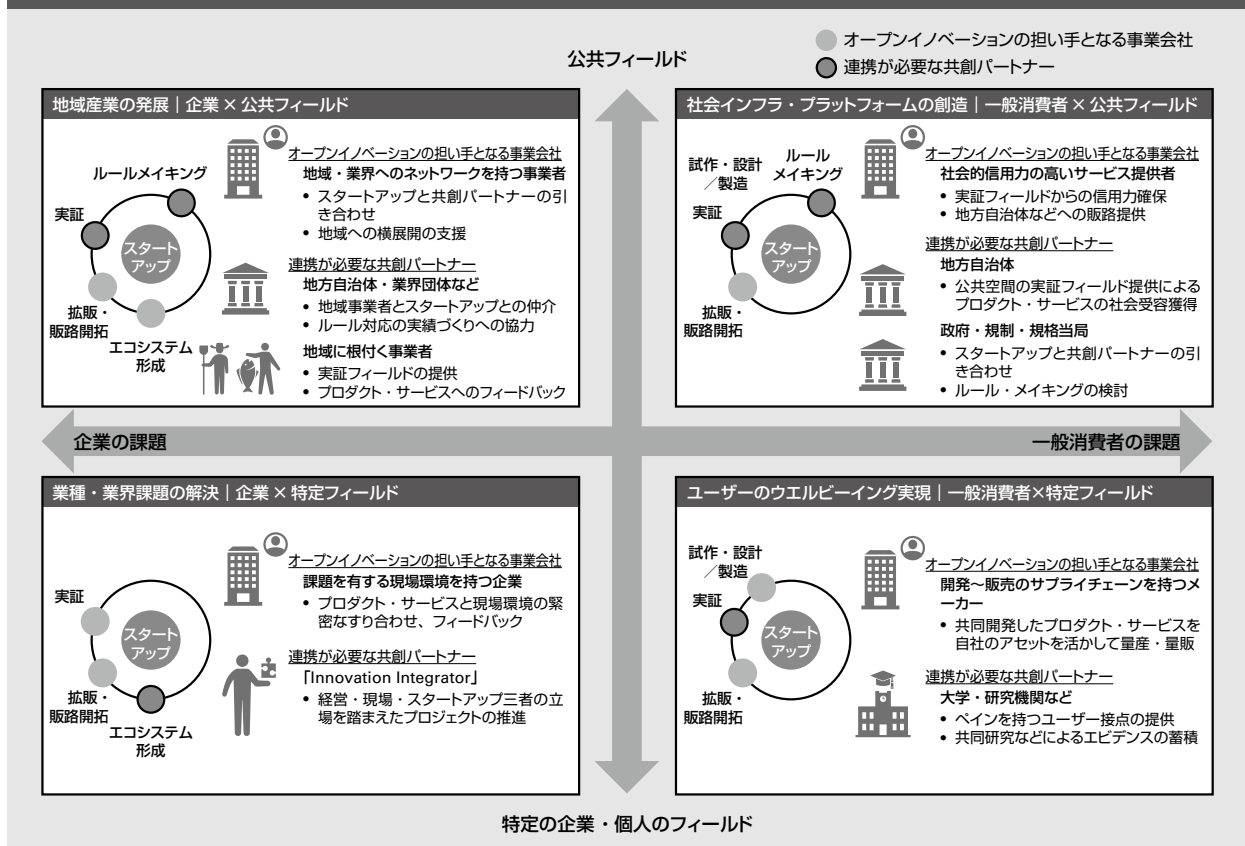 公共フィールド
オープンイノベーションの担い手となる事業会社
連携が必要な共創パートナー
地域産業の発展｜企業 × 公共フィールド
ルールメイキング
実証
スタート
アップ
拡販・
販路開拓
エコシステム
形成
オープンイノベーションの担い手となる事業会社
地域・業界へのネットワークを持つ事業者
• スタートアップと共創パートナーの引
き合わせ
• 地域への横展開の支援
連携が必要な共創パートナー
地方自治体・業界団体など
• 地域事業者とスタートアップとの仲介
• ルール対応の実績づくりへの協力
地域に根付く事業者
• 実証フィールドの提供
• プロダクト・サービスへのフィードバック
社会インフラ・プラットフォームの創造｜一般消費者 × 公共フィールド
試作・設計
／製造
ルール
メイキング
実証
スタート
アップ
拡販・
販路開拓
オープンイノベーションの担い手となる事業会社
社会的信用力の高いサービス提供者
• 実証フィールドからの信用力確保
• 地方自治体などへの販路提供
連携が必要な共創パートナー
地方自治体
• 公共空間の実証フィールド提供による
プロダクト・サービスの社会受容獲得
政府・規制・規格当局
• スタートアップと共創パートナーの引
き合わせ
• ルール・メイキングの検討
企業の課題
一般消費者の課題
業種・業界課題の解決｜企業 × 特定フィールド
実証
スタート
アップ
拡販・
販路開拓
エコシステム
形成
オープンイノベーションの担い手となる事業会社
課題を有する現場環境を持つ企業
• プロダクト・サービスと現場環境の緊
密なすり合わせ、フィードバック
連携が必要な共創パートナー
「Innovation Integrator」
• 経営・現場・スタートアップ三者の立
場を踏まえたプロジェクトの推進
ユーザーのウエルビーイング実現｜一般消費者×特定フィールド
試作・設計
／製造
実証
スタート
アップ
拡販・
販路開拓
オープンイノベーションの担い手となる事業会社
開発～販売のサプライチェーンを持つメ
ーカー
• 共同開発したプロダクト・サービスを
自社のアセットを活かして量産・量販
連携が必要な共創パートナー
大学・研究機関など
• ペインを持つユーザー接点の提供
• 共同研究などによるエビデンスの蓄積
特定の企業・個人のフィールド